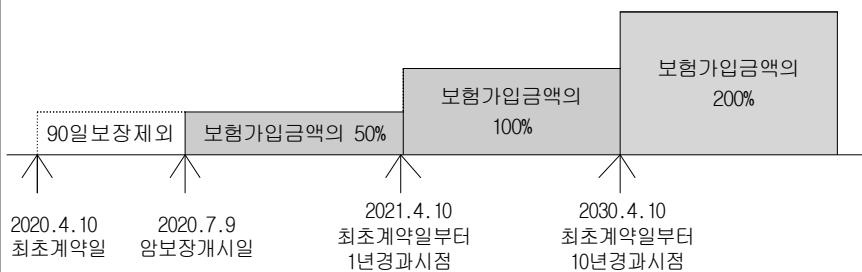 보험가입금액의
200%
보험가입금액의
100%
90일보장제외
보험가입금액의 50%
2020.4.10
최초계약일
2020.7.9
암보장개시일
2021.4.10
최초계약일부터
1년경과시점
2030.4.10
최초계약일부터
10년경과시점